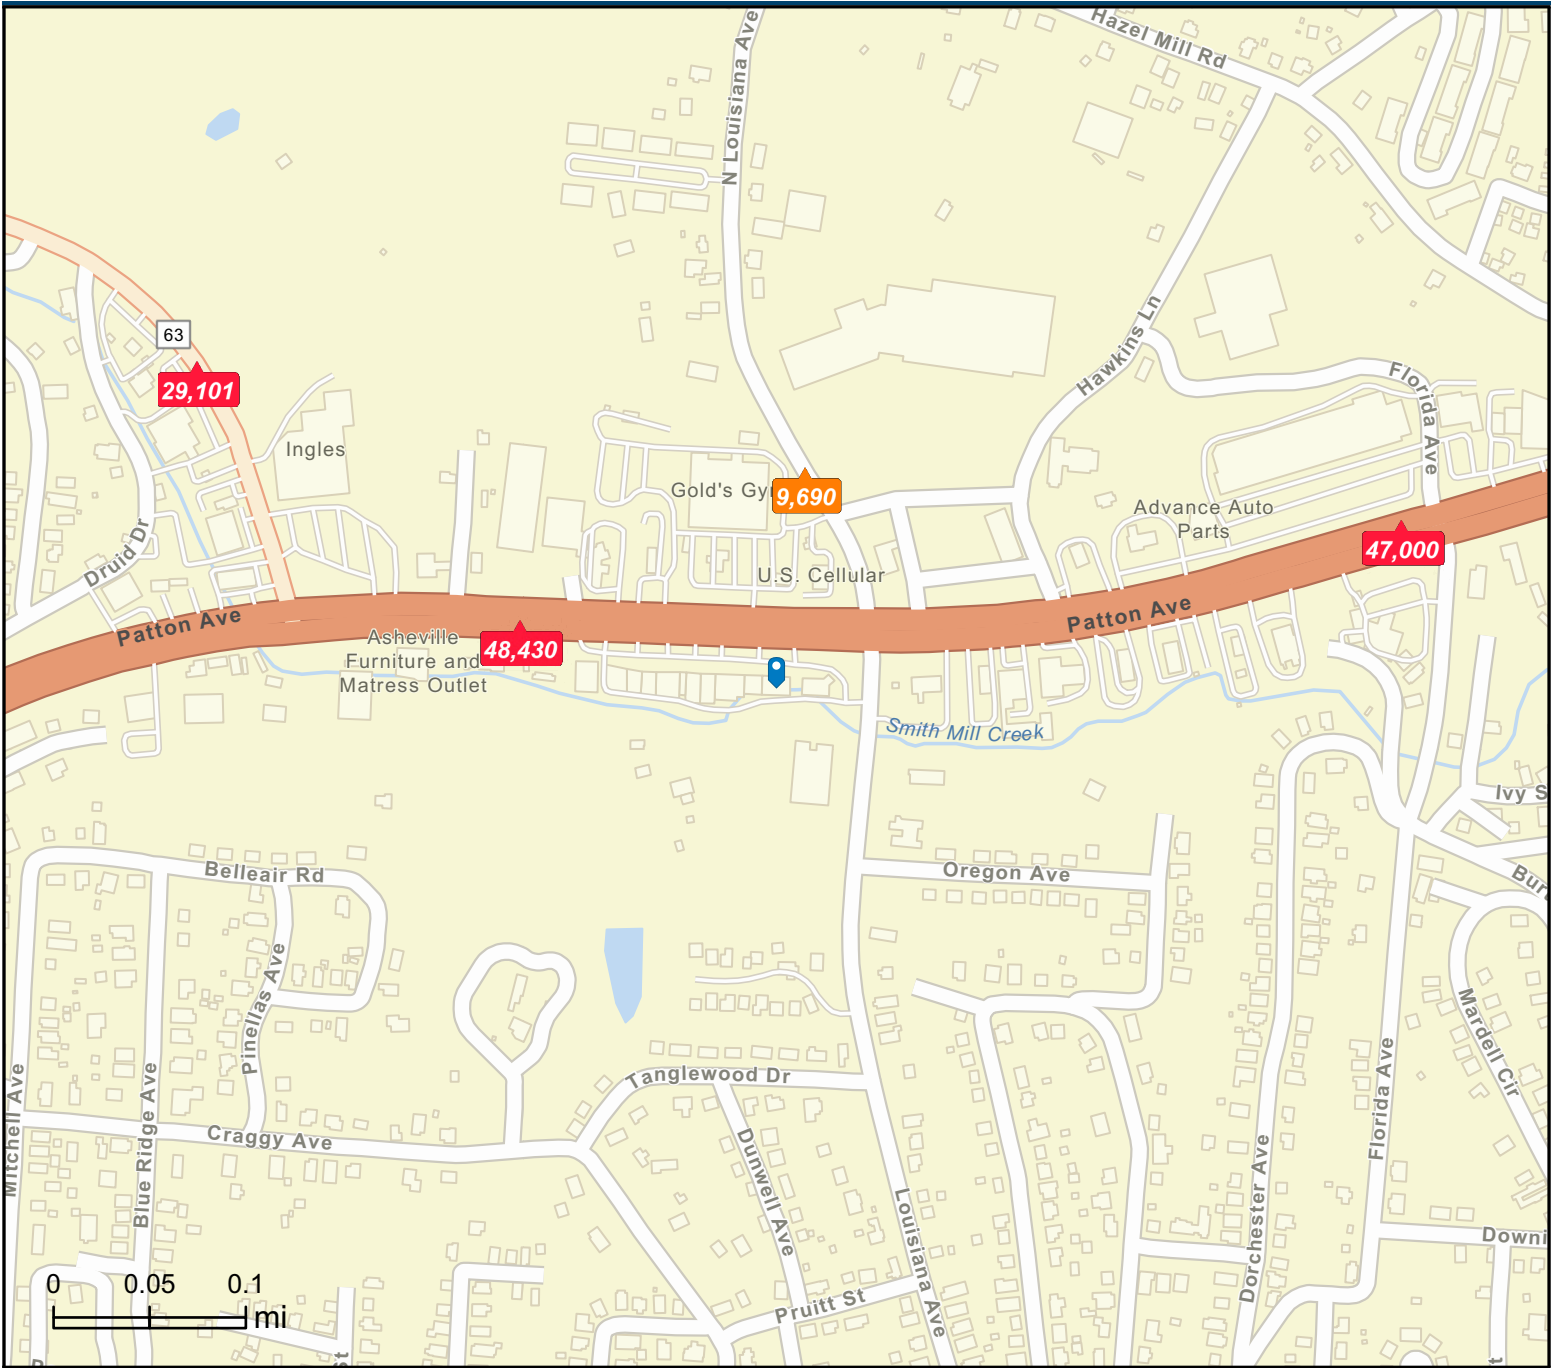 Hazel Mill Rd
N Louisiana Ave
63
29,101
Hawkins Ln
Florida Ave
Ingles
Gold's Gy
9,690
Advance Auto
Parts
47,000
Druid Dr
U.S. Cellular
Patton Ave
Patton Ave
Asheville
Furniture and
Matress Outlet
48,430
Smith Mill Creek
Ivy S
Belleair Rd
Oregon Ave
Bur
Pinellas Ave
Mardell Cir
Mitchell Ave
Blue Ridge Ave
Craggy Ave
Tanglewood Dr
Dunwell Ave
Louisiana Ave
Dorchester Ave
Florida Ave
Downi
Pruitt St
0 0.05 0.1
mi
st
t